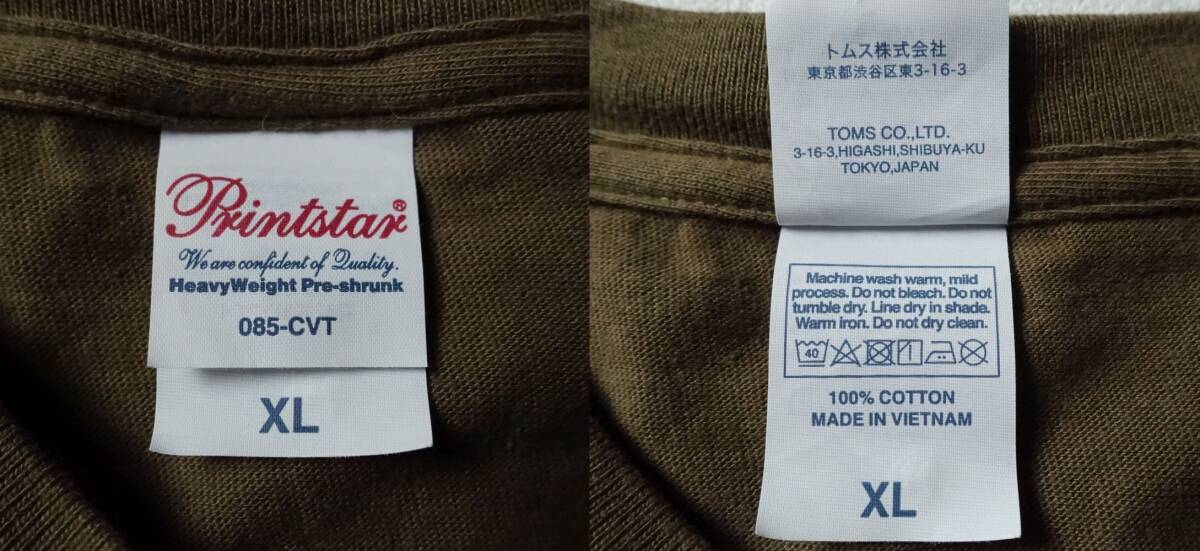 Printstar®
We are confident of Quality.
HeavyWeight Pre-shrunk
085-CVT
XL
トムス株式会社
東京都渋谷区東3-16-3
TOMS CO.,LTD.
3-16-3,HIGASHI,SHIBUYA-KU
TOKYO,JAPAN
Machine wash warm, mild
process. Do not bleach. Do not
tumble dry. Line dry in shade.
Warm iron. Do not dry clean.
40
100% COTTON
MADE IN VIETNAM
XL